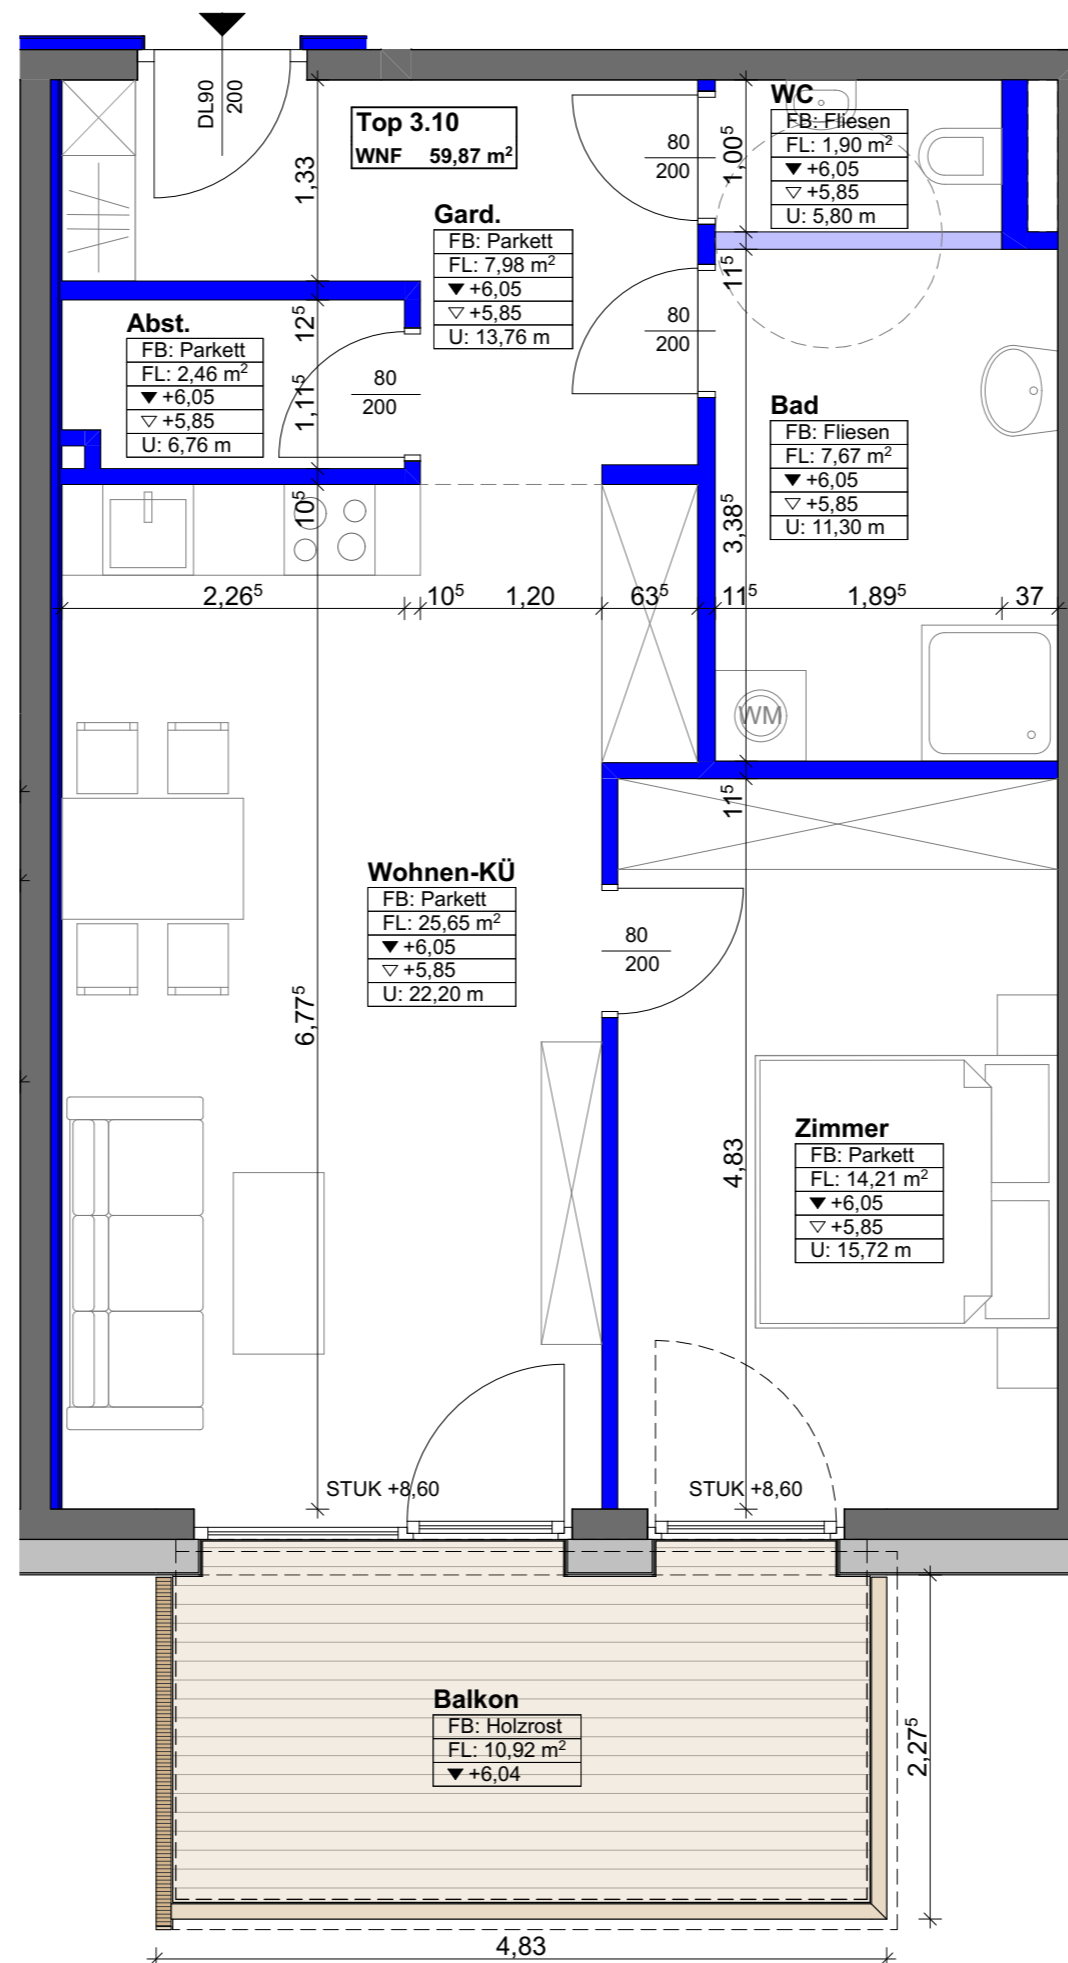 DL90
200
Top 3.10
WNF 59,87 m²
1,33
80
200
1,00⁵
WC
FB: Fliesen
FL: 1,90 m²
▼ +6,05
▽ +5,85
U: 5,80 m
Gard.
FB: Parkett
FL: 7,98 m²
▼ +6,05
▽ +5,85
U: 13,76 m
11⁵
80
200
Abst.
FB: Parkett
FL: 2,46 m²
▼ +6,05
▽ +5,85
U: 6,76 m
12⁵
1,11⁵
80
200
Bad
FB: Fliesen
FL: 7,67 m²
▼ +6,05
▽ +5,85
U: 11,30 m
10⁵
3,38⁵
2,26⁵
10⁵
1,20
63⁵
11⁵
1,89⁵
37
WM
11⁵
Wohnen-KÜ
FB: Parkett
FL: 25,65 m²
▼ +6,05
▽ +5,85
U: 22,20 m
80
200
6,77⁵
4,83
Zimmer
FB: Parkett
FL: 14,21 m²
▼ +6,05
▽ +5,85
U: 15,72 m
STUK +8,60
STUK +8,60
Balkon
FB: Holzrost
FL: 10,92 m²
▼ +6,04
2,27⁵
4,83